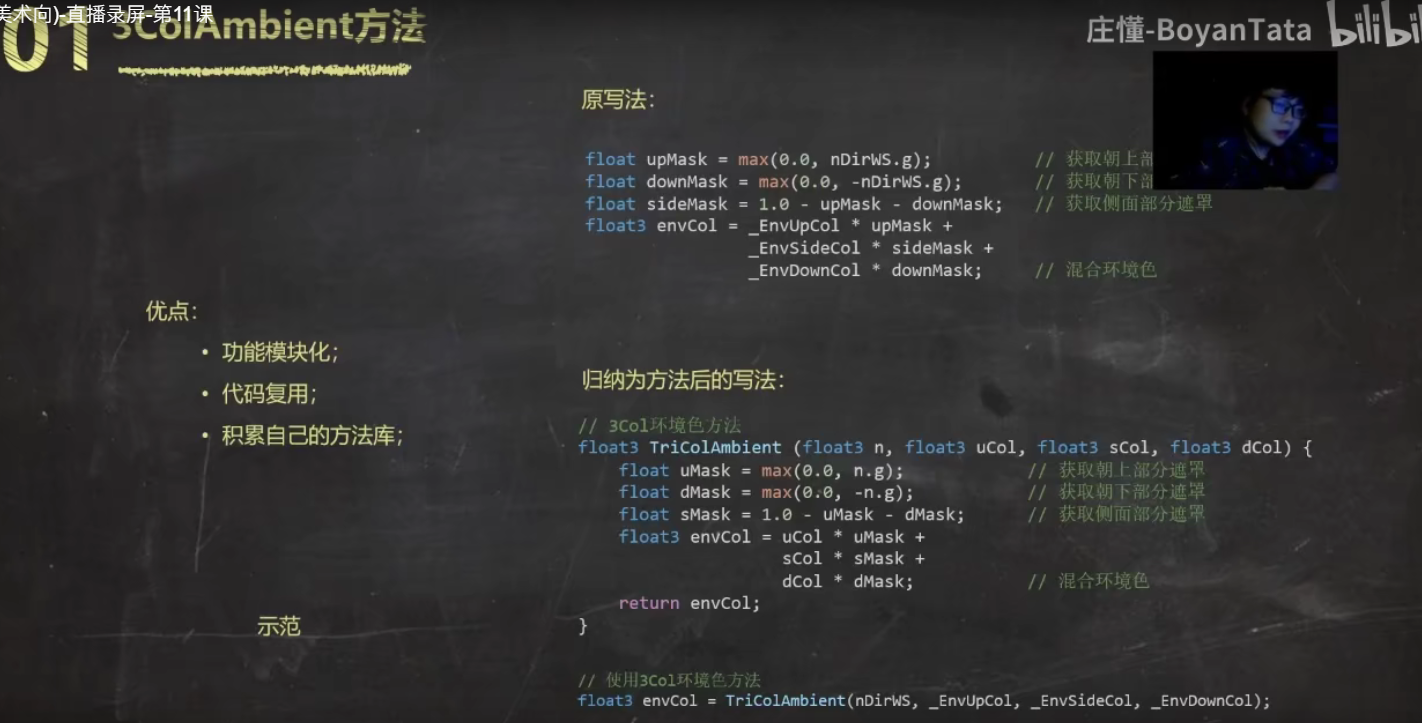 美术向)-直播录屏-第11课
01
3ColAmbient方法
庄懂-BoyanTata bilibili
原写法:
float upMask = max(0.0, nDirWS.g); // 获取朝上部
float downMask = max(0.0, -nDirWS.g); // 获取朝下部
float sideMask = 1.0 - upMask - downMask; // 获取侧面部分遮罩
float3 envCol = _EnvUpCol * upMask +
_EnvSideCol * sideMask +
_EnvDownCol * downMask; // 混合环境色
优点:
• 功能模块化;
• 代码复用;
• 积累自己的方法库;
示范
归纳为方法后的写法:
// 3Col环境色方法
float3 TriColAmbient (float3 n, float3 uCol, float3 sCol, float3 dCol) {
float uMask = max(0.0, n.g); // 获取朝上部分遮罩
float dMask = max(0.0, -n.g); // 获取朝下部分遮罩
float sMask = 1.0 - uMask - dMask; // 获取侧面部分遮罩
float3 envCol = uCol * uMask +
sCol * sMask +
dCol * dMask; // 混合环境色
return envCol;
}
// 使用3Col环境色方法
float3 envCol = TriColAmbient(nDirWS, _EnvUpCol, _EnvSideCol, _EnvDownCol);